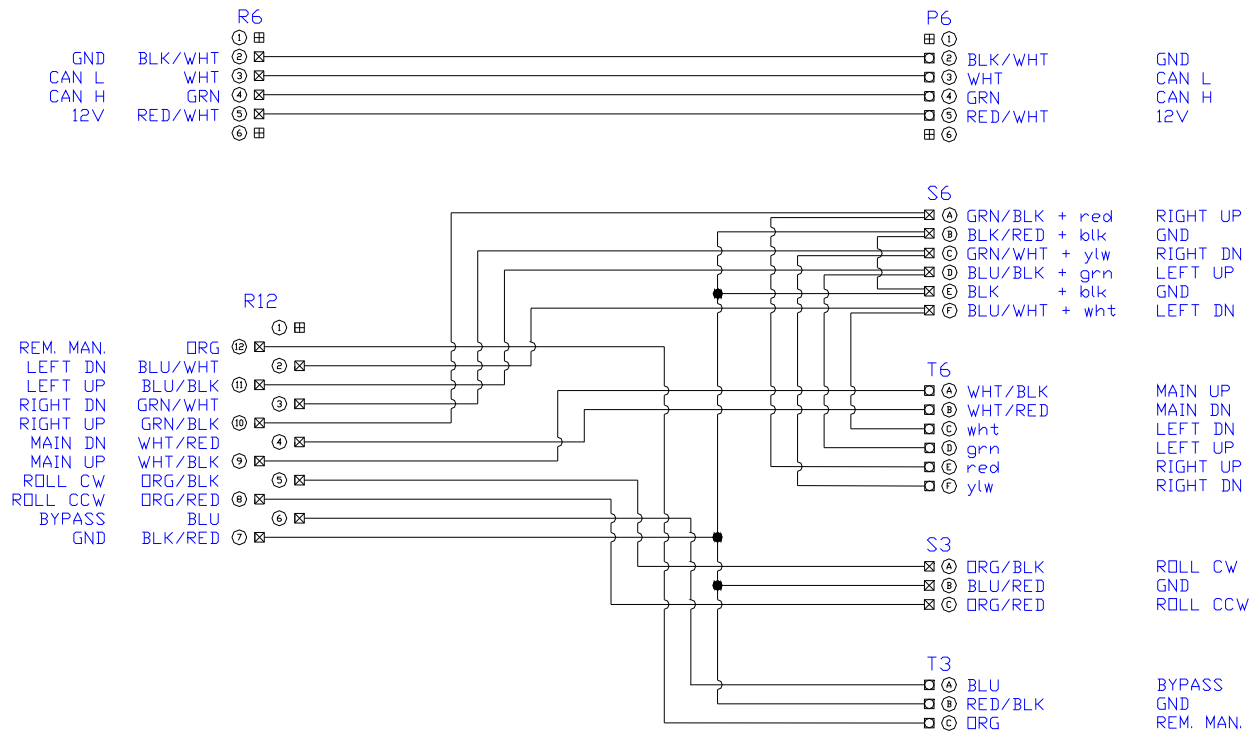 R6 P6
1 1
GND BLK/WHT 2 2 BLK/WHT GND
CAN L WHT 3 3 WHT CAN L
CAN H GRN 4 4 GRN CAN H
12V RED/WHT 5 5 RED/WHT 12V
6 6
S6
A GRN/BLK + red RIGHT UP
B BLK/RED + blk GND
C GRN/WHT + ylw RIGHT DN
D BLU/BLK + grn LEFT UP
E BLK + blk GND
F BLU/WHT + wht LEFT DN
R12
1
REM. MAN. ORG 12
LEFT DN BLU/WHT 2
LEFT UP BLU/BLK 11
RIGHT DN GRN/WHT 3
RIGHT UP GRN/BLK 10
MAIN DN WHT/RED 4
MAIN UP WHT/BLK 9
ROLL CW ORG/BLK 5
ROLL CCW ORG/RED 8
BYPASS BLU 6
GND BLK/RED 7
T6
A WHT/BLK MAIN UP
B WHT/RED MAIN DN
C wht LEFT DN
D grn LEFT UP
E red RIGHT UP
F ylw RIGHT DN
S3
A ORG/BLK ROLL CW
B BLU/RED GND
C ORG/RED ROLL CCW
T3
A BLU BYPASS
B RED/BLK GND
C ORG REM. MAN.